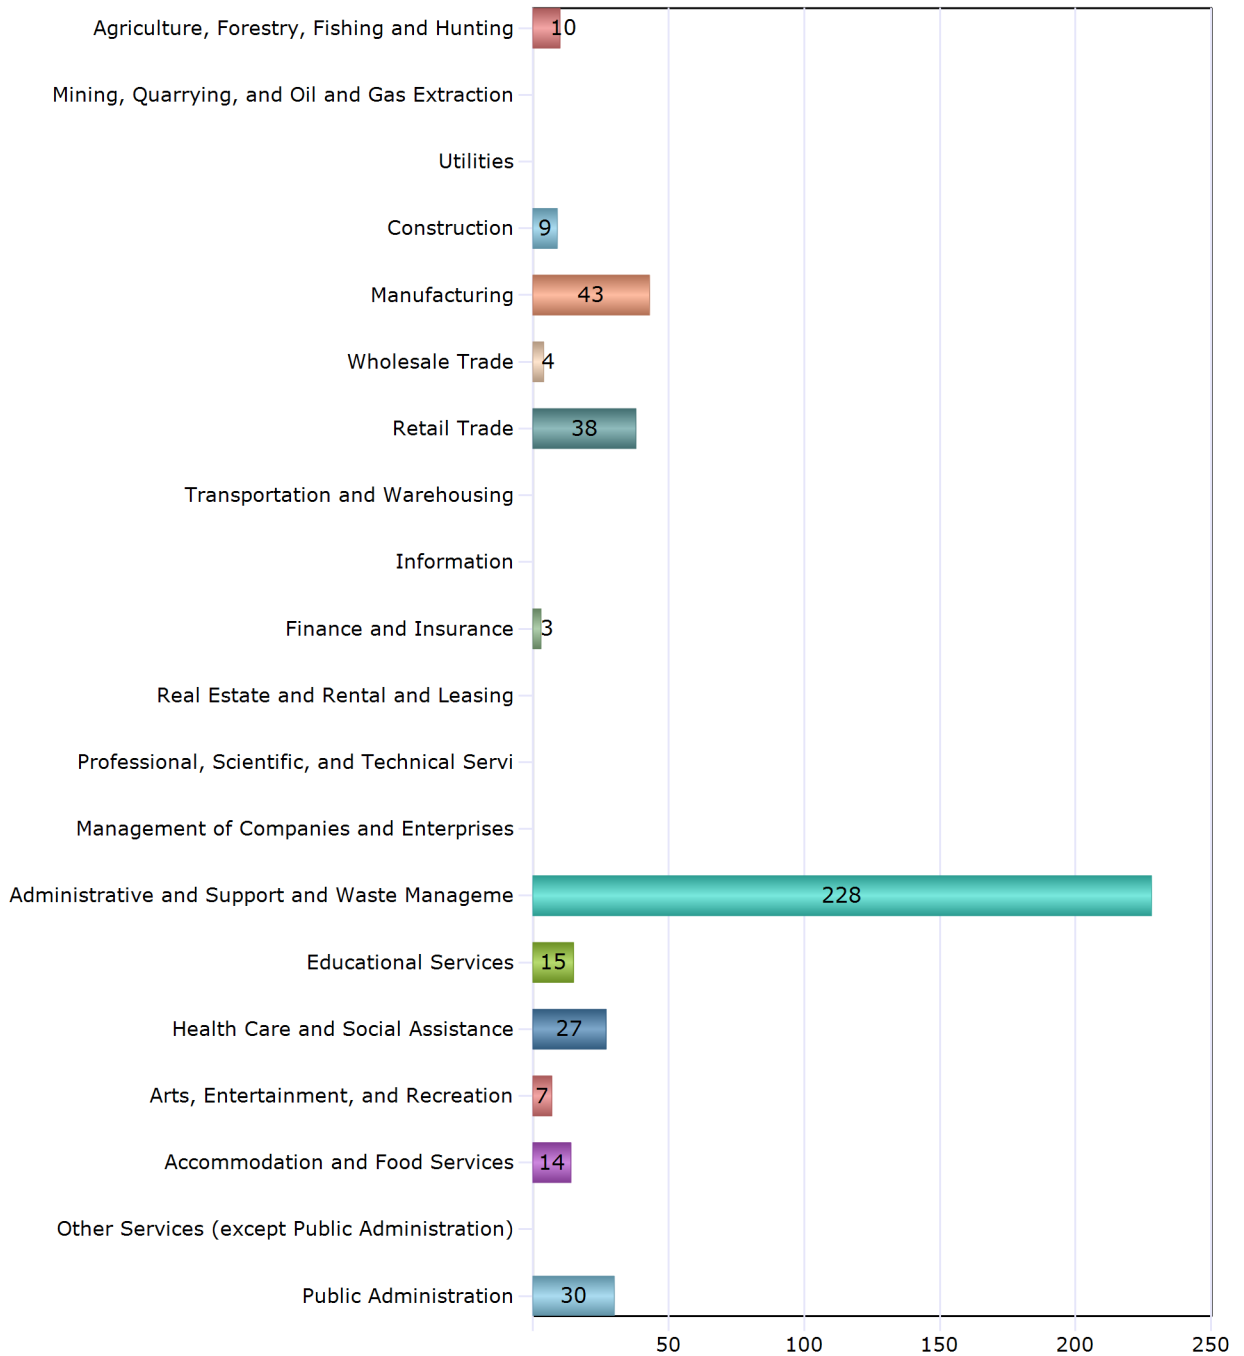 Agriculture, Forestry, Fishing and Hunting 10
Mining, Quarrying, and Oil and Gas Extraction
Utilities
Construction 9
Manufacturing 43
Wholesale Trade 4
Retail Trade 38
Transportation and Warehousing
Information
Finance and Insurance 3
Real Estate and Rental and Leasing
Professional, Scientific, and Technical Servi
Management of Companies and Enterprises
Administrative and Support and Waste Manageme 228
Educational Services 15
Health Care and Social Assistance 27
Arts, Entertainment, and Recreation 7
Accommodation and Food Services 14
Other Services (except Public Administration)
Public Administration 30
50 100 150 200 250